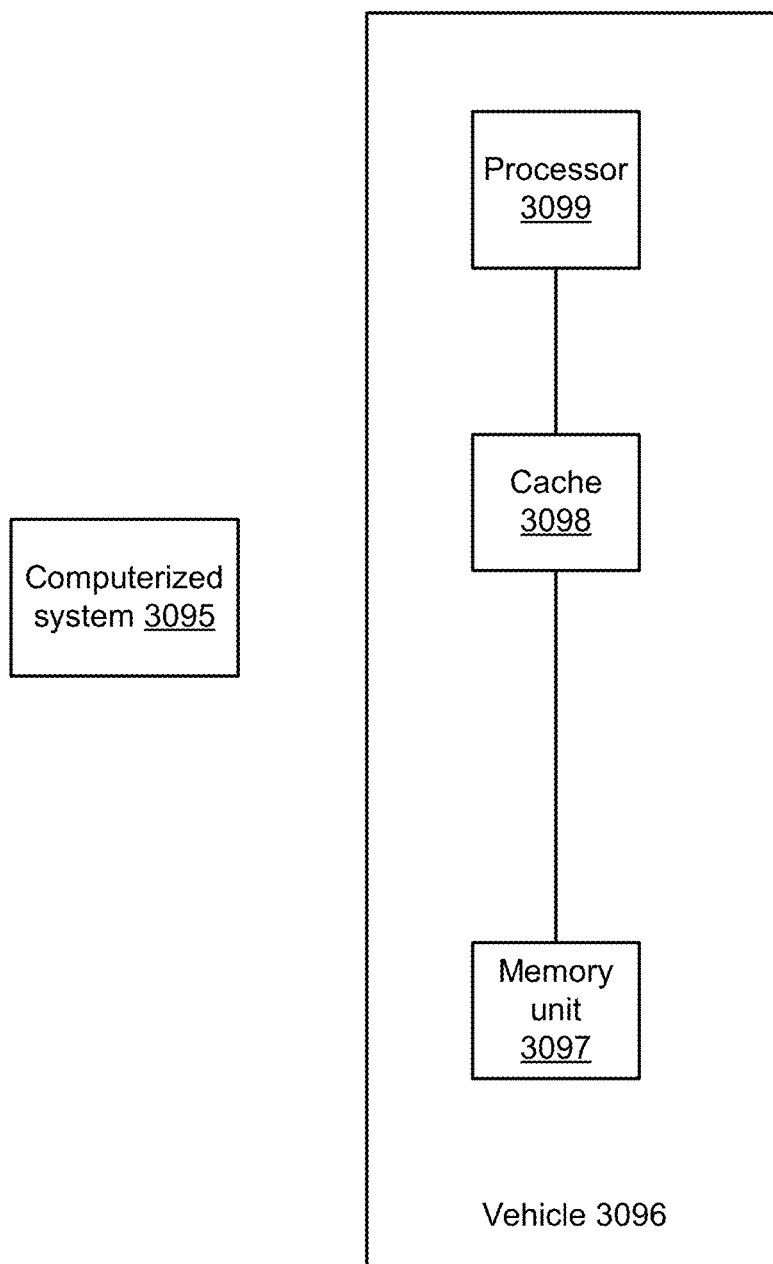 Processor
3099
Cache
3098
Computerized
system 3095
Memory
unit
3097
Vehicle 3096